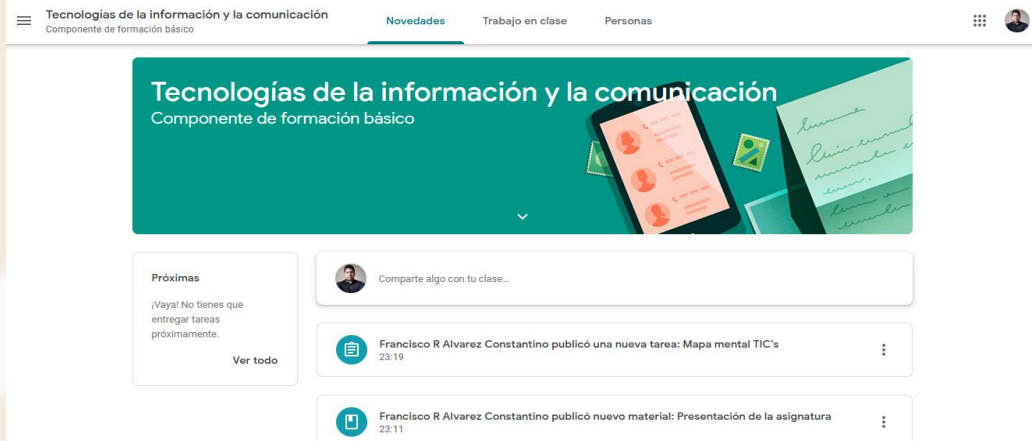 Tecnologías de la información y la comunicación
Componente de formación básico
Novedades
Trabajo en clase
Personas
Tecnologías de la información y la comunicación
Componente de formación básico
Próximas
¡Vaya! No tienes que
entregar tareas
próximamente.
Ver todo
Comparte algo con tu clase...
Francisco R Alvarez Constantino publicó una nueva tarea: Mapa mental TIC's
23:19
Francisco R Alvarez Constantino publicó nuevo material: Presentación de la asignatura
23:11